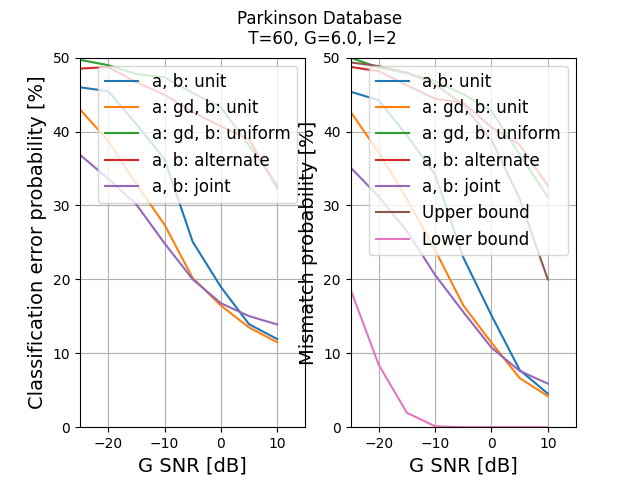 Parkinson Database
T=60, G=6.0, l=2
Classification error probability [%]
50
40
30
20
10
0
−20
−10
0
10
G SNR [dB]
a, b: unit
a: gd, b: unit
a: gd, b: uniform
a, b: alternate
a, b: joint
Mismatch probability [%]
50
40
30
20
10
0
−20
−10
0
10
G SNR [dB]
a,b: unit
a: gd, b: unit
a: gd, b: uniform
a, b: alternate
a, b: joint
Upper bound
Lower bound